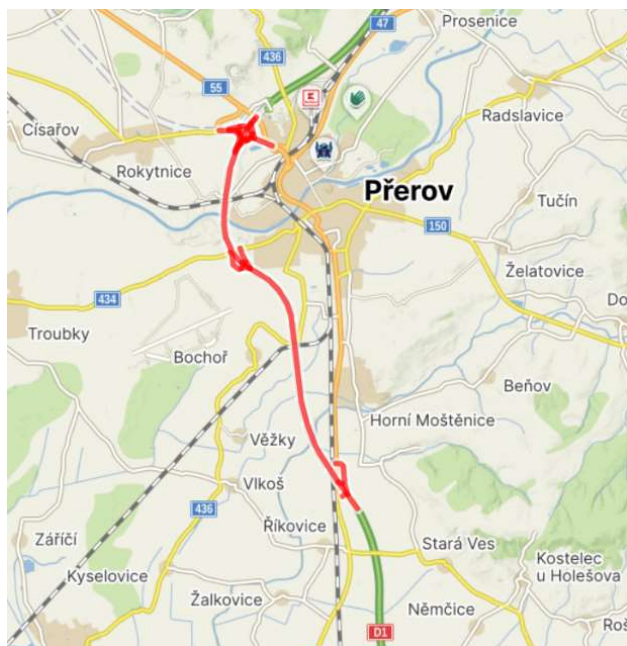 Prosenice
47
436
55
Radslavice
Císařov
Rokytnice
Přerov
Tučín
150
Želatovice
434
Do
Troubky
Bochoř
Beňov
Horní Moštěnice
Věžky
Vlkoš
436
Říkovice
Záříčí
Stará Ves
Kostelec
u Holešova
Kyselovice
Žalkovice
Němčice
Roš
D1